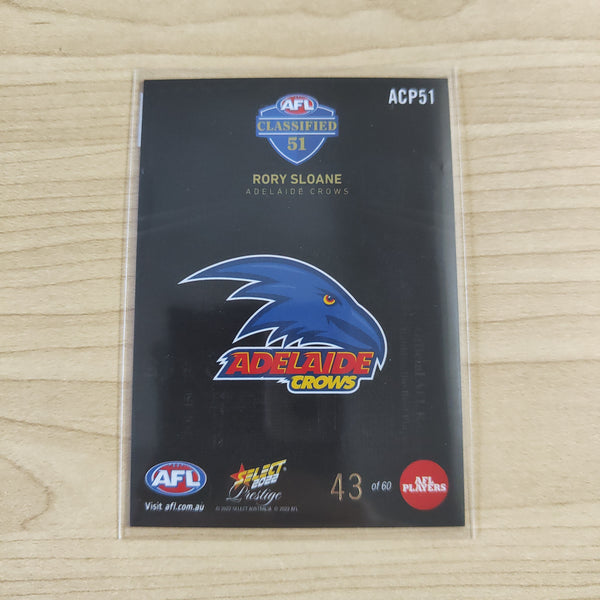 ACP51
AFL
CLASSIFIED
51
RORY SLOANE
ADELAIDE CROWS
ADELAIDE
CROWS
AFL
Visit afl.com.au
SELECT
2022
Prestige
© 2022 SELECT AUSTRALIA © 2022 AFL
43 of 60
AFL
PLAYERS